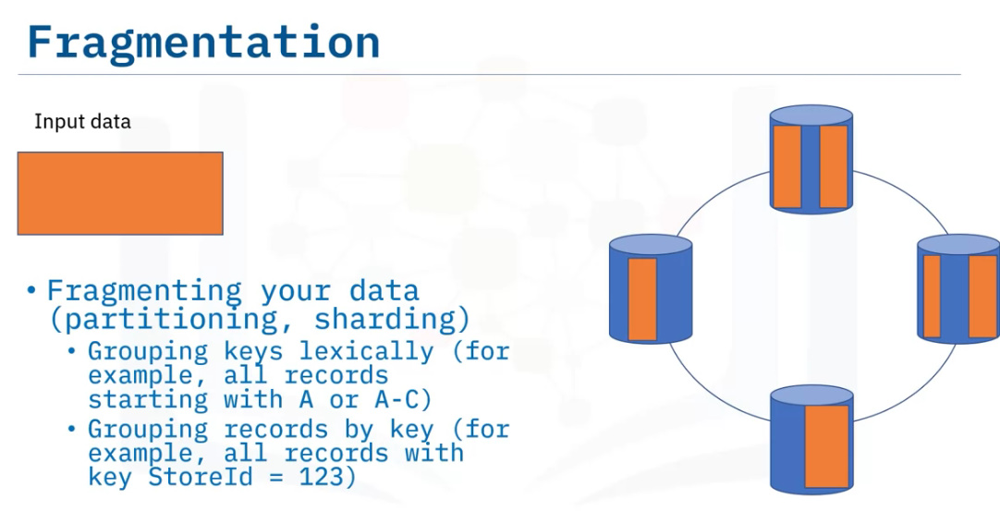 Fragmentation
Input data
• Fragmenting your data
(partitioning, sharding)
• Grouping keys lexically (for
example, all records
starting with A or A-C)
• Grouping records by key (for
example, all records with
key StoreId = 123)